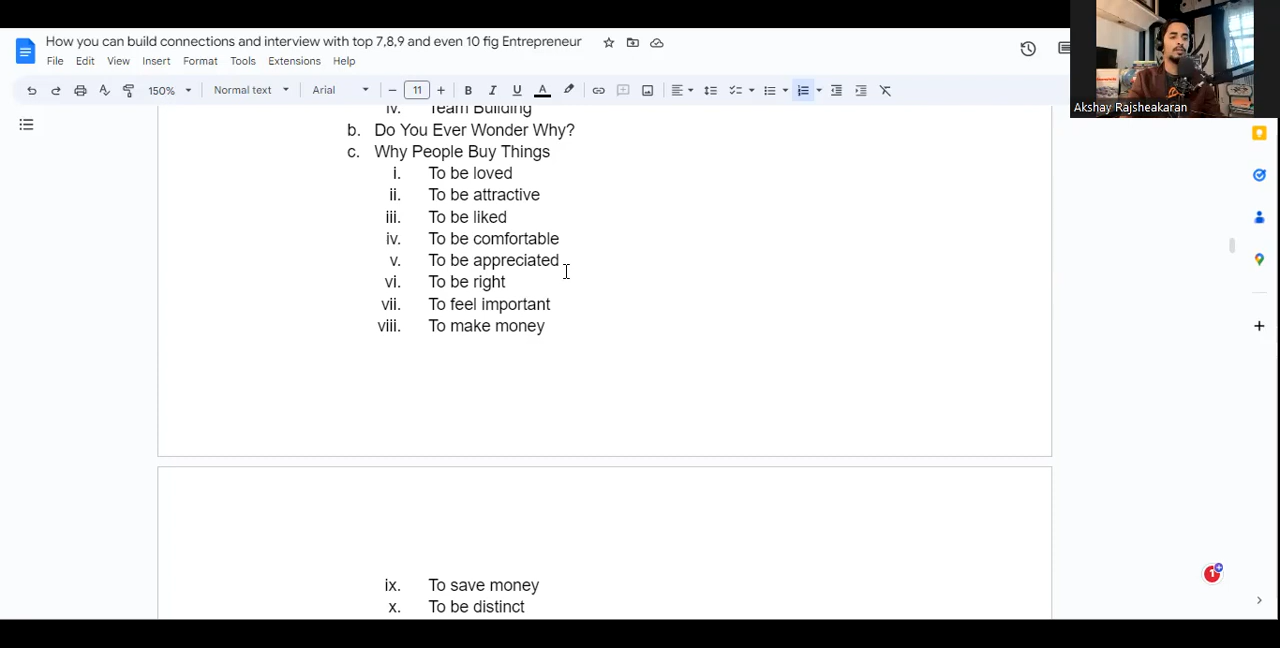 How you can build connections and interview with top 7,8,9 and even 10 fig Entrepreneur
File Edit View Insert Format Tools Extensions Help
150% Normal text Arial 11 B I U A
Akshay Rajsheakaran
iv. Team Building
b. Do You Ever Wonder Why?
c. Why People Buy Things
i. To be loved
ii. To be attractive
iii. To be liked
iv. To be comfortable
v. To be appreciated
vi. To be right
vii. To feel important
viii. To make money
ix. To save money
x. To be distinct